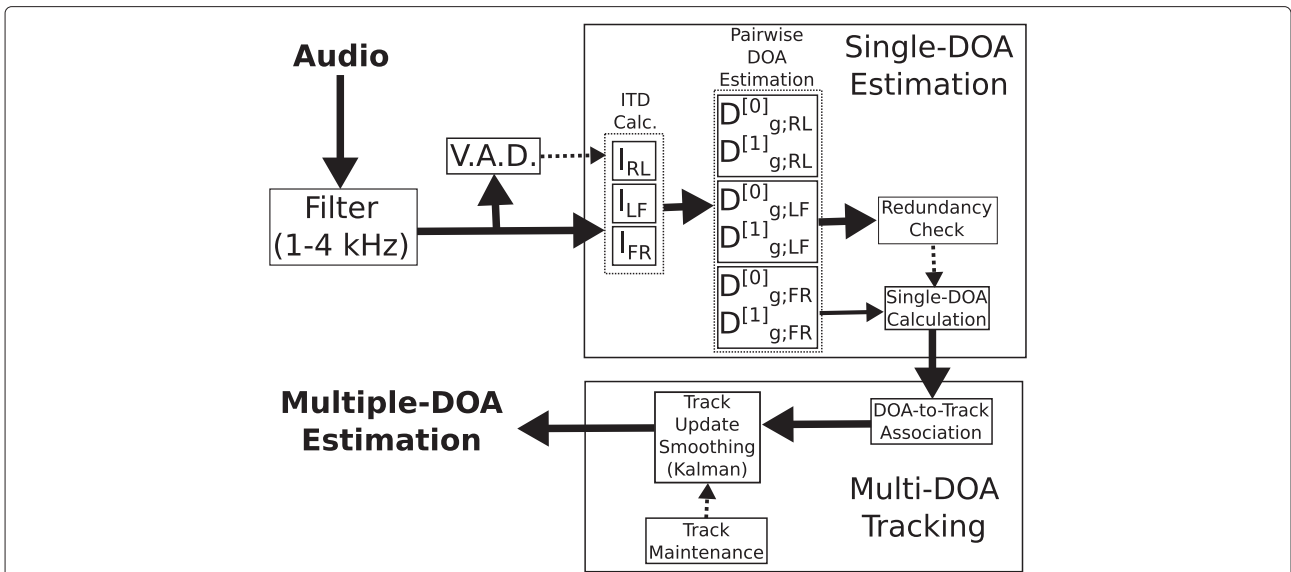 Audio
Filter
(1-4 kHz)
V.A.D.
ITD
Calc.
I_RL
I_LF
I_FR
Pairwise
DOA
Estimation
D^[0]_g;RL
D^[1]_g;RL
D^[0]_g;LF
D^[1]_g;LF
D^[0]_g;FR
D^[1]_g;FR
Single-DOA
Estimation
Redundancy
Check
Single-DOA
Calculation
DOA-to-Track
Association
Track
Update
Smoothing
(Kalman)
Track
Maintenance
Multi-DOA
Tracking
Multiple-DOA
Estimation